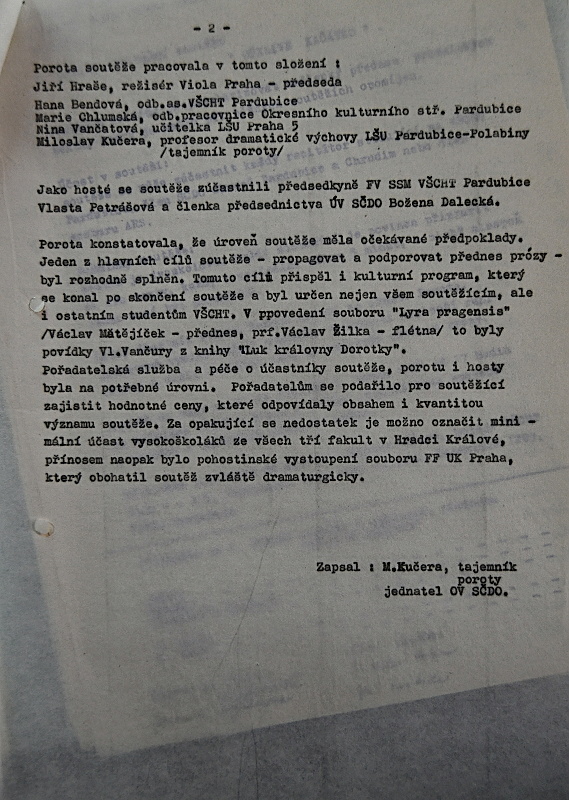 - 2 -
Porota soutěže pracovala v tomto složení :
Jiří Hraše, režisér Viola Praha - předseda
Hana Bendová, odb.as.VŠCHT Pardubice
Marie Chlumská, odb.pracovnice Okresního kulturního stř. Pardubice
Nina Vančatová, učitelka LŠU Praha 5
Miloslav Kučera, profesor dramatické výchovy LŠU Pardubice-Polabiny
/tajemník poroty/
Jako hosté se soutěže zúčastnili předsedkyně FV SSM VŠCHT Pardubice
Vlasta Petrášová a členka předsednictva ÚV SČDO Božena Dalecká.
Porota konstatovala, že úroveň soutěže měla očekávané předpoklady.
Jeden z hlavních cílů soutěže - propagovat a podporovat přednes prózy -
byl rozhodně splněn. Tomuto cílů přispěl i kulturní program, který
se konal po skončení soutěže a byl určen nejen všem soutěžícím, ale
i ostatním studentům VŠCHT. V ppovedení souboru "Lyra pragensis"
/Václav Mátějíček - přednes, prf.Václav Žilka - flétna/ to byly
povídky Vl.Vančury z knihy "Luk královny Dorotky".
Pořadatelská služba a péče o účastníky soutěže, porotu i hosty
byla na potřebné úrovni. Pořadatelům se podařilo pro soutěžící
zajistit hodnotné ceny, které odpovídaly obsahem i kvantitou
významu soutěže. Za opakující se nedostatek je možno označit mini -
mální účast vysokoškoláků ze všech tří fakult v Hradci Králové,
přínosem naopak bylo pohostinské vystoupení souboru FF UK Praha,
který obohatil soutěž zvláště dramaturgicky.
Zapsal : M.Kučera, tajemník
poroty
jednatel OV SČDO.